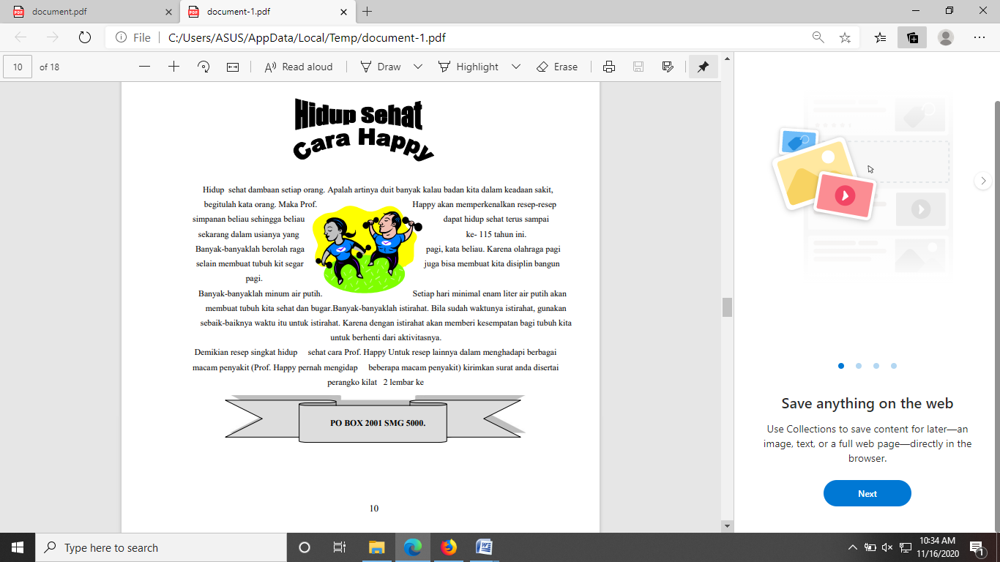 document.pdf
document-1.pdf
File
C:/Users/ASUS/AppData/Local/Temp/document-1.pdf
10 of 18
Read aloud
Draw
Highlight
Erase
Hidup sehat
Cara Happy
Hidup sehat dambaan setiap orang. Apalah artinya duit banyak kalau badan kita dalam keadaan sakit,
begitulah kata orang. Maka Prof. Happy akan memperkenalkan resep-resep
simpanan beliau sehingga beliau dapat hidup sehat terus sampai
sekarang dalam usianya yang ke- 115 tahun ini.
Banyak-banyaklah berolah raga pagi, kata beliau. Karena olahraga pagi
selain membuat tubuh kit segar juga bisa membuat kita disiplin bangun
pagi.
Banyak-banyaklah minum air putih. Setiap hari minimal enam liter air putih akan
membuat tubuh kita sehat dan bugar.Banyak-banyaklah istirahat. Bila sudah waktunya istirahat, gunakan
sebaik-baiknya waktu itu untuk istirahat. Karena dengan istirahat akan memberi kesempatan bagi tubuh kita
untuk berhenti dari aktivitasnya.
Demikian resep singkat hidup sehat cara Prof. Happy Untuk resep lainnya dalam menghadapi berbagai
macam penyakit (Prof. Happy pernah mengidap beberapa macam penyakit) kirimkan surat anda disertai
perangko kilat 2 lembar ke
PO BOX 2001 SMG 5000.
10
Save anything on the web
Use Collections to save content for later—an
image, text, or a full web page—directly in the
browser.
Next
Type here to search
10:34 AM
11/16/2020
1